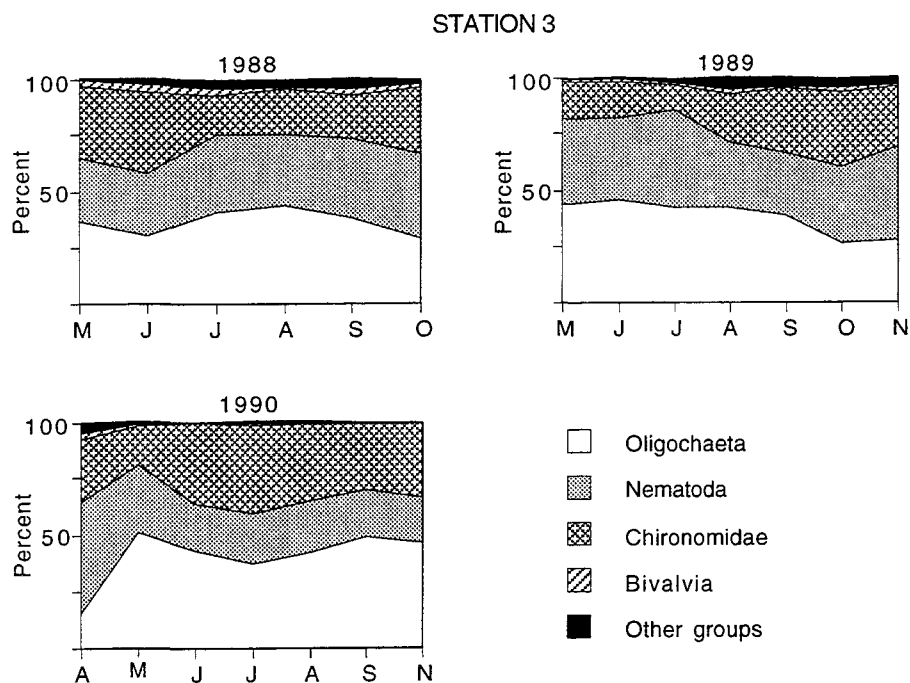 STATION 3
1988
100
50
Percent
M J J A S O
1989
100
50
Percent
M J J A S O N
1990
100
50
Percent
A M J J A S N
Oligochaeta
Nematoda
Chironomidae
Bivalvia
Other groups